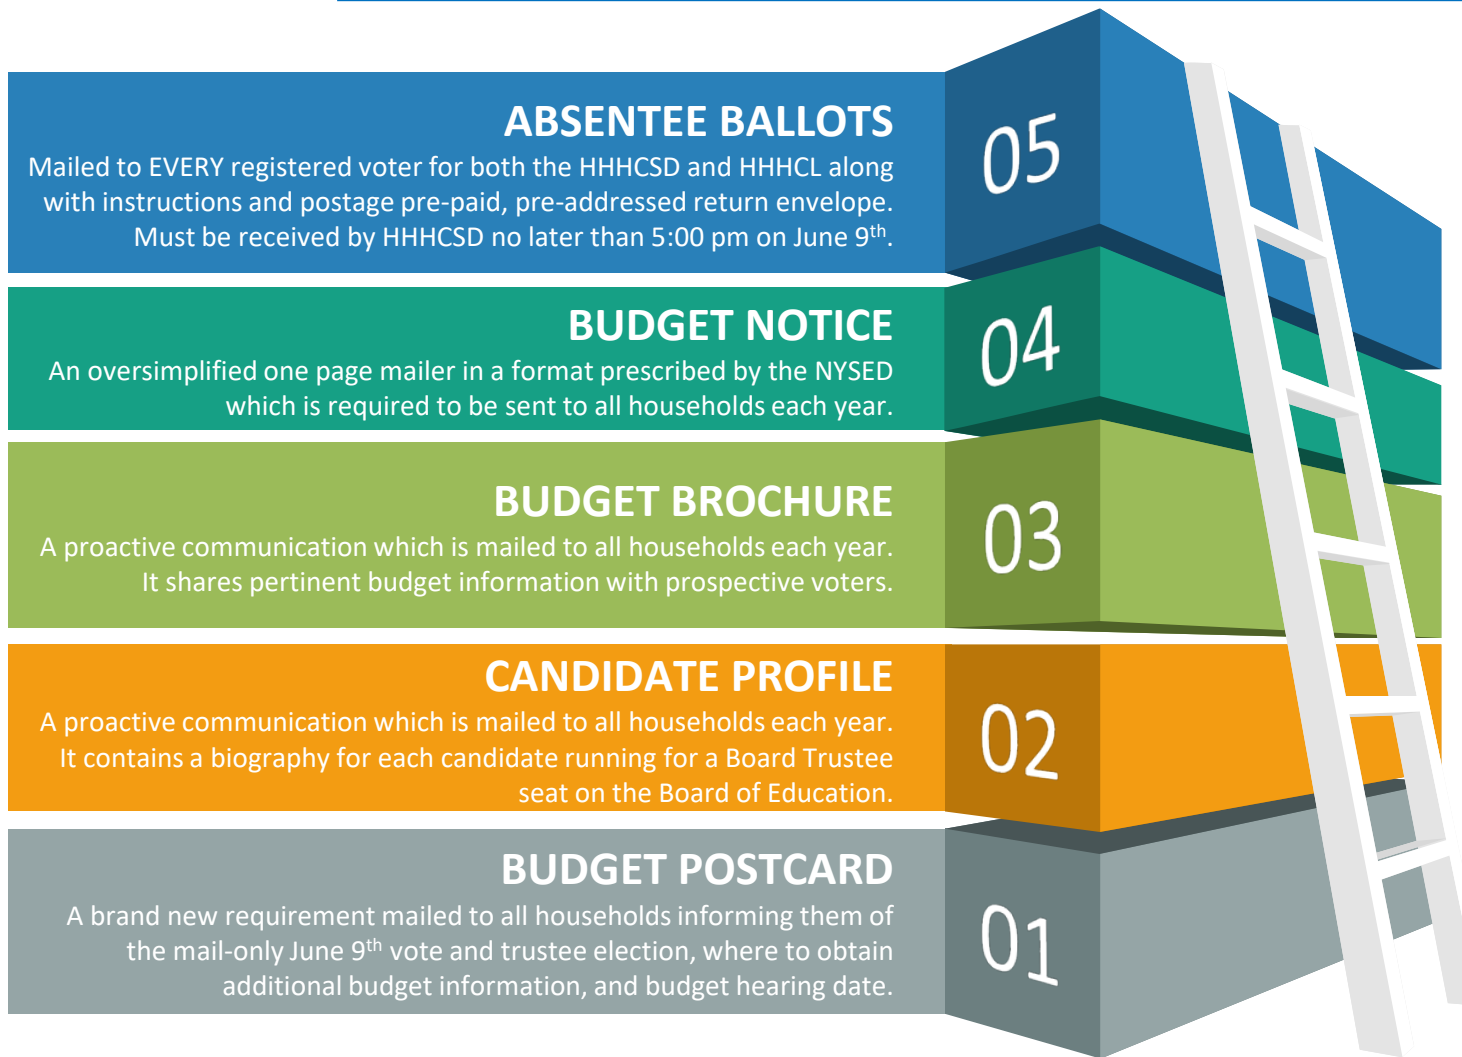 ABSENTEE BALLOTS
Mailed to EVERY registered voter for both the HHHCSD and HHHCL along
with instructions and postage pre-paid, pre-addressed return envelope.
Must be received by HHHCSD no later than 5:00 pm on June 9th.
05
BUDGET NOTICE
An oversimplified one page mailer in a format prescribed by the NYSED
which is required to be sent to all households each year.
04
BUDGET BROCHURE
A proactive communication which is mailed to all households each year.
It shares pertinent budget information with prospective voters.
03
CANDIDATE PROFILE
A proactive communication which is mailed to all households each year.
It contains a biography for each candidate running for a Board Trustee
seat on the Board of Education.
02
BUDGET POSTCARD
A brand new requirement mailed to all households informing them of
the mail-only June 9th vote and trustee election, where to obtain
additional budget information, and budget hearing date.
01